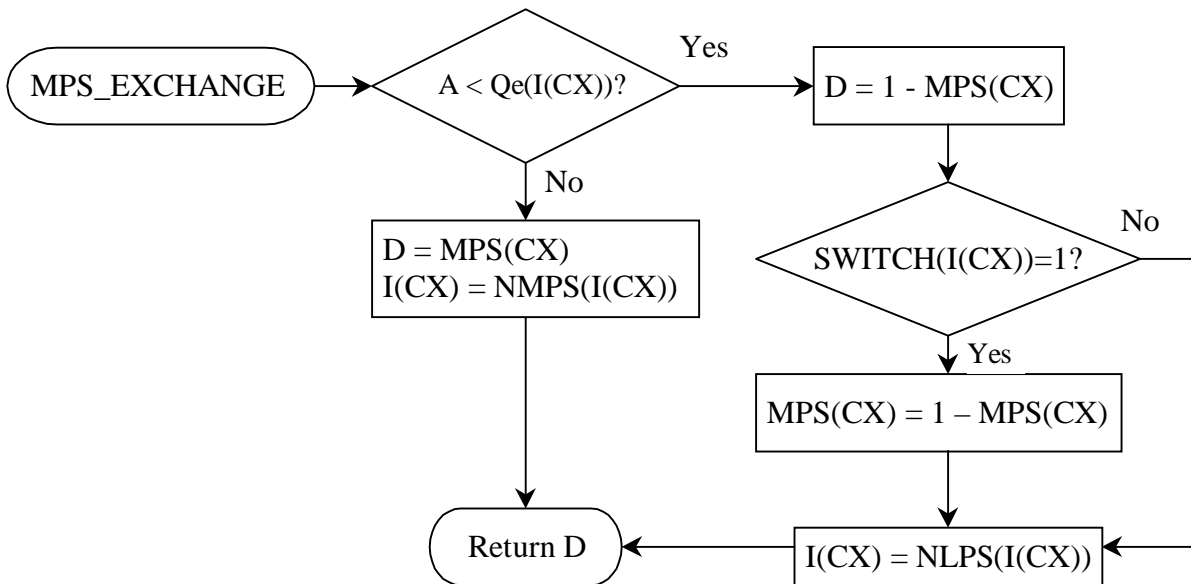 MPS_EXCHANGE
A < Qe(I(CX))?
Yes
D = 1 - MPS(CX)
No
D = MPS(CX)
I(CX) = NMPS(I(CX))
SWITCH(I(CX))=1?
No
Yes
MPS(CX) = 1 – MPS(CX)
I(CX) = NLPS(I(CX))
Return D